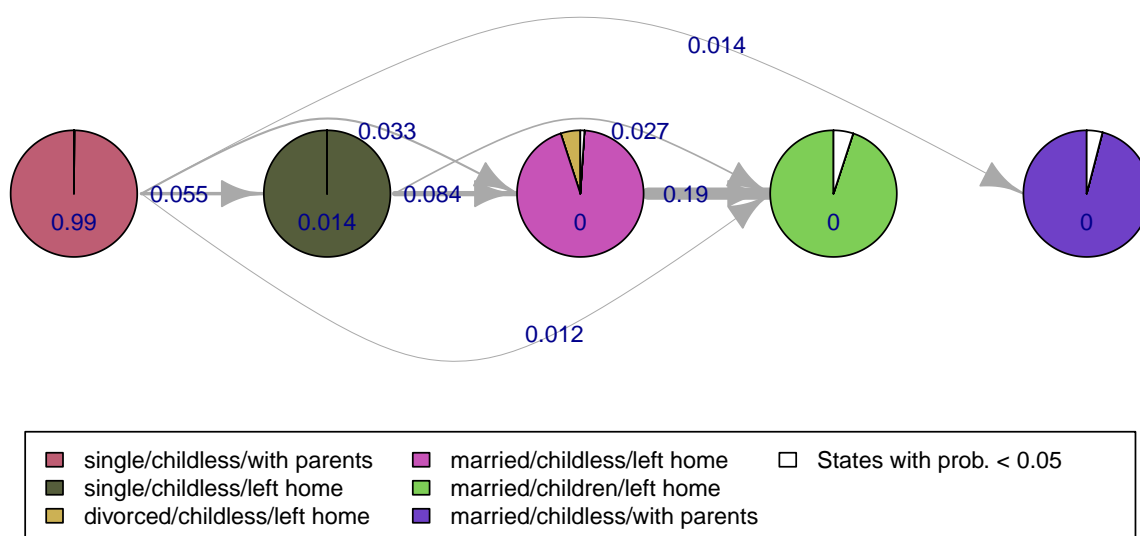 0.014
0.033 0.027
0.055 0.084 0.19
0.99 0.014 0 0 0
0.012
single/childless/with parents married/childless/left home States with prob. < 0.05
single/childless/left home married/children/left home
divorced/childless/left home married/childless/with parents